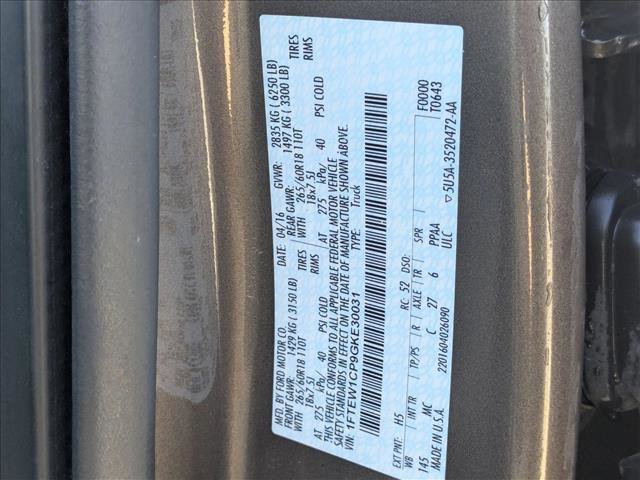 MFD. BY FORD MOTOR CO. DATE: 04/16 GVWR: 2835 KG ( 6250 LB)
FRONT GAWR: 1429 KG ( 3150 LB) REAR GAWR: 1497 KG ( 3300 LB)
WITH 265/60R18 110T TIRES WITH 265/60R18 110T TIRES
18x7.5J RIMS 18x7.5J RIMS
AT 275 kPa/ 40 PSI COLD AT 275 kPa/ 40 PSI COLD
THIS VEHICLE CONFORMS TO ALL APPLICABLE FEDERAL MOTOR VEHICLE
SAFETY STANDARDS IN EFFECT ON THE DATE OF MANUFACTURE SHOWN ABOVE.
VIN: 1FTEW1CP9GKE30031 TYPE: Truck
EXT PNT: H5 RC: 52 DSO: F0000
WB INT TR TP/PS R AXLE TR SPR T0643
145 MC C 27 6 PPAA
MADE IN U.S.A. 2201604026090 ULC ▽5U5A-3520472-AA